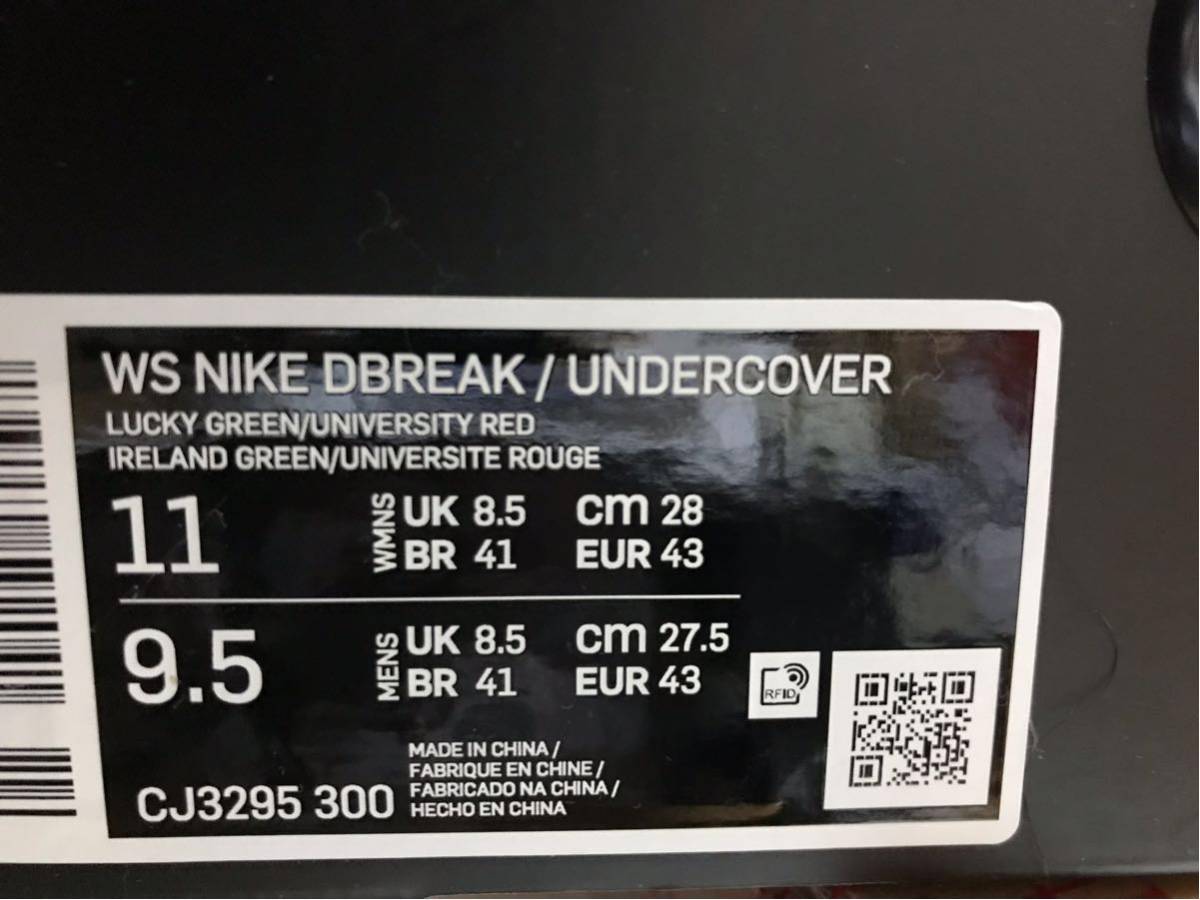 WS NIKE DBREAK / UNDERCOVER
LUCKY GREEN/UNIVERSITY RED
IRELAND GREEN/UNIVERSITE ROUGE
11 WMNS UK 8.5 cm 28
BR 41 EUR 43
9.5 MENS UK 8.5 cm 27.5
BR 41 EUR 43
RFID
MADE IN CHINA /
FABRIQUE EN CHINE /
FABRICADO NA CHINA /
HECHO EN CHINA
CJ3295 300